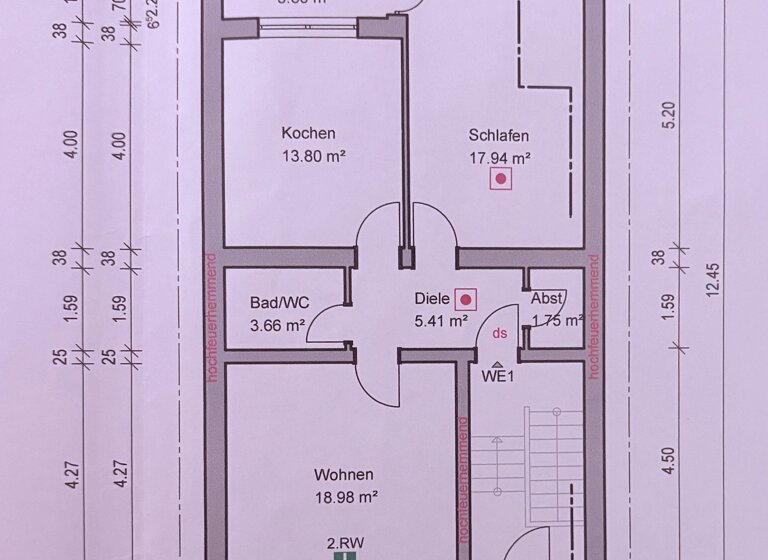 38
4.00
38
1.59
25
4.27
38
4.00
38
1.59
25
4.27
Kochen
13.80 m²
Schlafen
17.94 m²
Bad/WC
3.66 m²
Diele
5.41 m²
Abst
1.75 m²
ds
WE1
Wohnen
18.98 m²
2.RW
hochfeuerhemmend
hochfeuerhemmend
hochfeuerhemmend
5.20
38
1.59
4.50
12.45